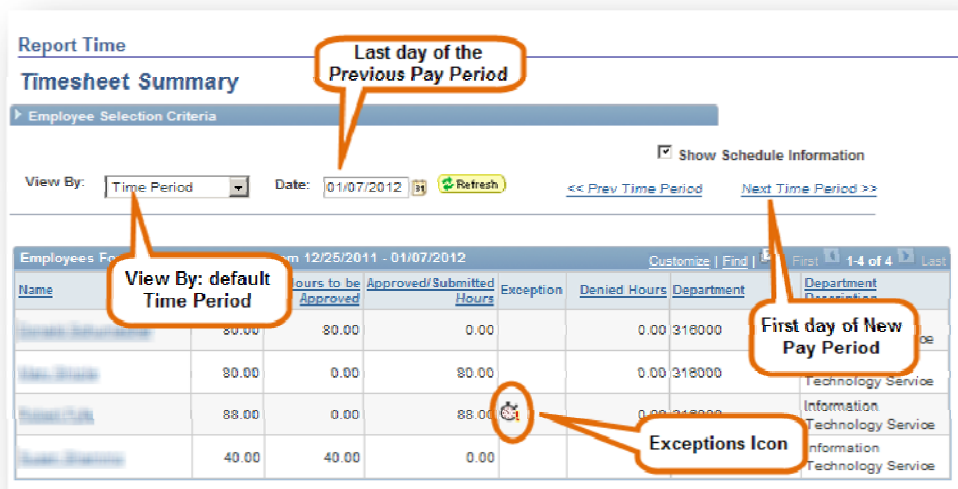 Report Time
Timesheet Summary
Last day of the
Previous Pay Period
Employee Selection Criteria
Show Schedule Information
View By: Time Period Date: 01/07/2012 Refresh << Prev Time Period Next Time Period >>
View By: default
Time Period
Employees 12/25/2011 - 01/07/2012 Customize | Find | First 1-4 of 4 Last
Name to be Approved/Submitted Exception Denied Hours Department Department
Approved Hours Description
First day of New
Pay Period
80.00 80.00 0.00 0.00 316000
80.00 0.00 80.00 0.00 316000
Technology Service
88.00 0.00 88.00 0.00 316000 Information
Technology Service
Exceptions Icon
40.00 40.00 0.00 Information
Technology Service